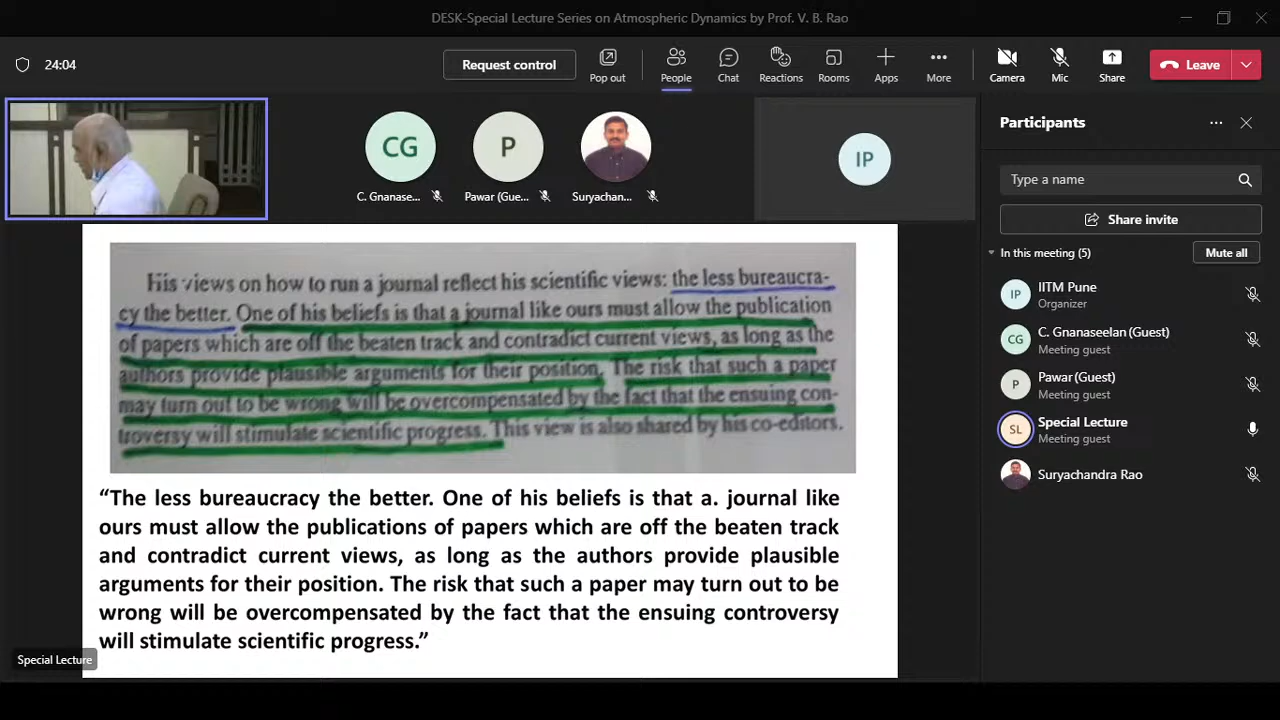 DESK-Special Lecture Series on Atmospheric Dynamics by Prof. V. B. Rao
24:04
Request control
Pop out
People
Chat
Reactions
Rooms
Apps
More
Camera
Mic
Share
Leave
CG
C. Gnanase...
P
Pawar (Gue...
Suryachan...
IP
Participants
Type a name
Share invite
In this meeting (5)
Mute all
IP
IITM Pune
Organizer
CG
C. Gnanaseelan (Guest)
Meeting guest
P
Pawar (Guest)
Meeting guest
SL
Special Lecture
Meeting guest
Suryachandra Rao
His views on how to run a journal reflect his scientific views: the less bureaucra-
cy the better. One of his beliefs is that a journal like ours must allow the publication
of papers which are off the beaten track and contradict current views, as long as the
authors provide plausible arguments for their position. The risk that such a paper
may turn out to be wrong will be overcompensated by the fact that the ensuing con-
troversy will stimulate scientific progress. This view is also shared by his co-editors.
“The less bureaucracy the better. One of his beliefs is that a. journal like
ours must allow the publications of papers which are off the beaten track
and contradict current views, as long as the authors provide plausible
arguments for their position. The risk that such a paper may turn out to be
wrong will be overcompensated by the fact that the ensuing controversy
will stimulate scientific progress.”
Special Lecture